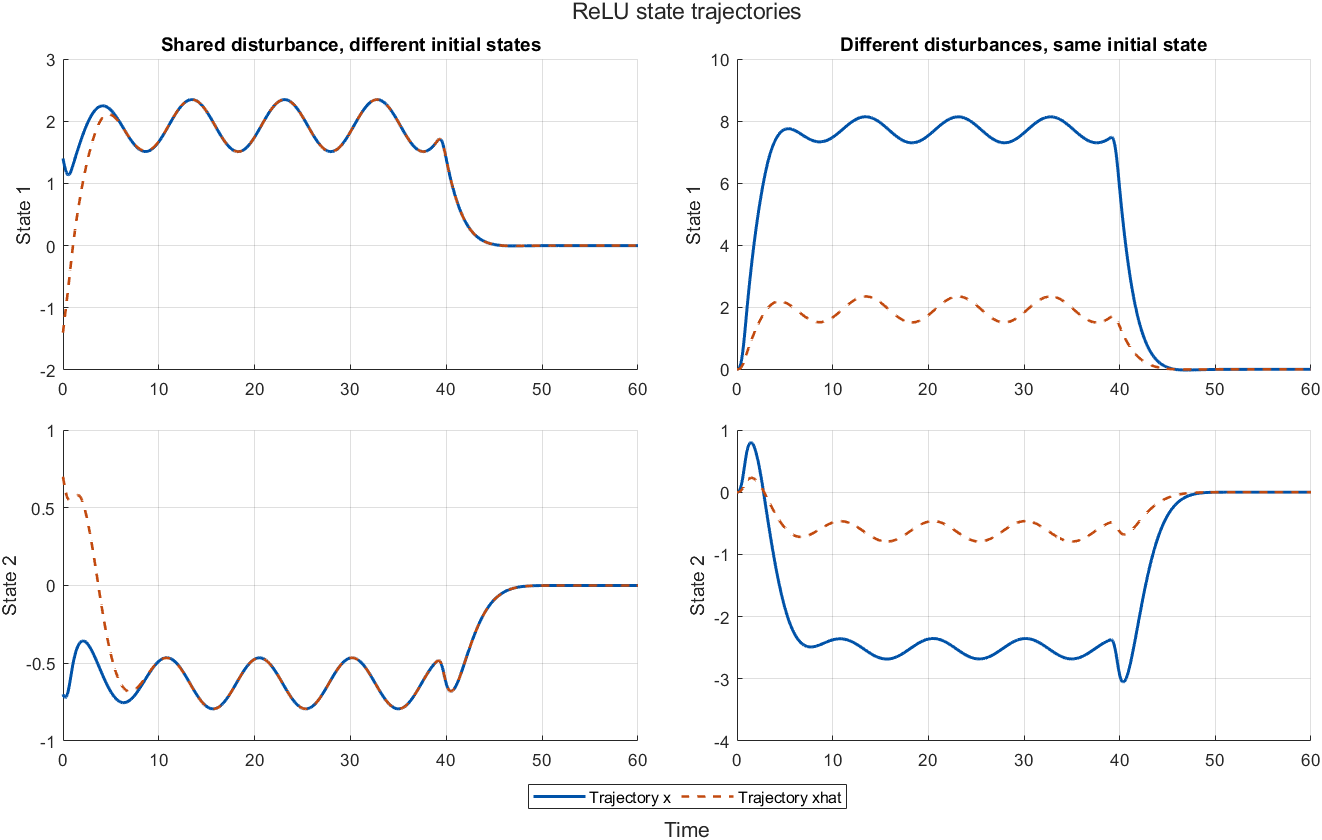 ReLU state trajectories
Shared disturbance, different initial states
3
2
1
0
-1
-2
State 1
0 10 20 30 40 50 60
Different disturbances, same initial state
10
8
6
4
2
0
State 1
0 10 20 30 40 50 60
1
0.5
0
-0.5
-1
State 2
0 10 20 30 40 50 60
1
0
-1
-2
-3
-4
State 2
0 10 20 30 40 50 60
Trajectory x Trajectory xhat
Time